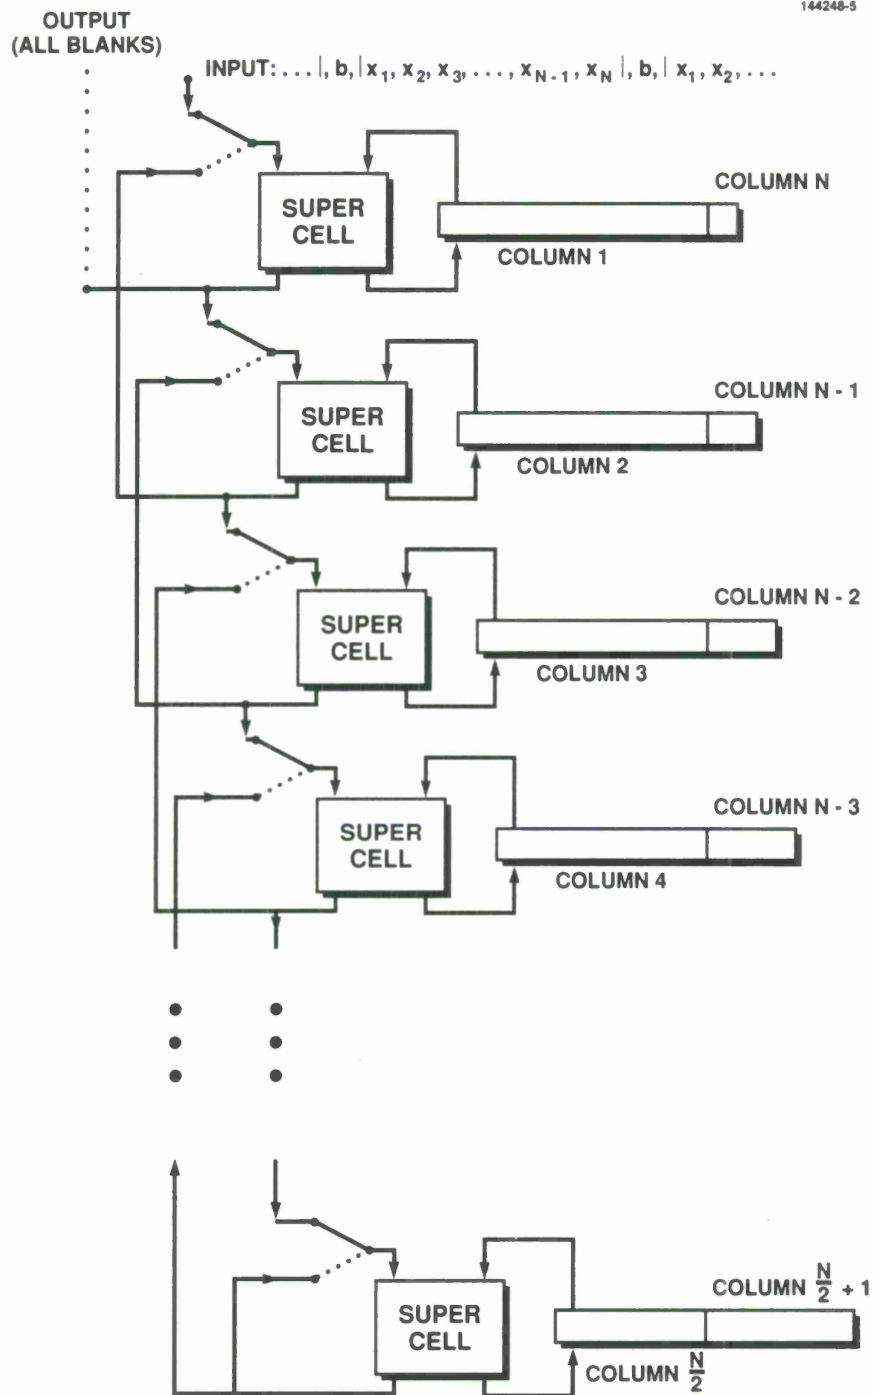 144248-5
OUTPUT
(ALL BLANKS)
INPUT: . . . |, b, | x₁, x₂, x₃, . . . , x_{N-1}, x_N |, b, | x₁, x₂, . . .
SUPER
CELL
COLUMN N
COLUMN 1
SUPER
CELL
COLUMN N - 1
COLUMN 2
SUPER
CELL
COLUMN N - 2
COLUMN 3
SUPER
CELL
COLUMN N - 3
COLUMN 4
SUPER
CELL
COLUMN N/2 + 1
COLUMN N/2